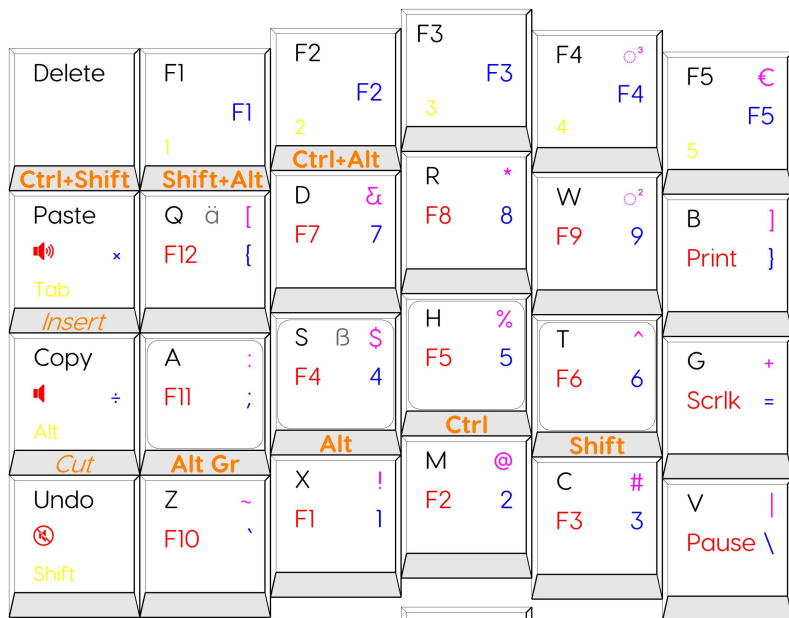 Delete
Ctrl+Shift
F1
F1
1
Shift+Alt
F2
F2
2
Ctrl+Alt
F3
F3
3
F4 ◌³
F4
4
F5 €
F5
5
Paste
×
Tab
Insert
Q ä [
F12 {
D &
F7 7
R *
F8 8
W ◌²
F9 9
B ]
Print }
Copy
÷
Alt
Cut
A :
F11 ;
Alt Gr
S ß $
F4 4
Alt
H %
F5 5
Ctrl
T ^
F6 6
Shift
G +
Scrlk =
Undo
Shift
Z ~
F10 `
X !
F1 1
M @
F2 2
C #
F3 3
V |
Pause \